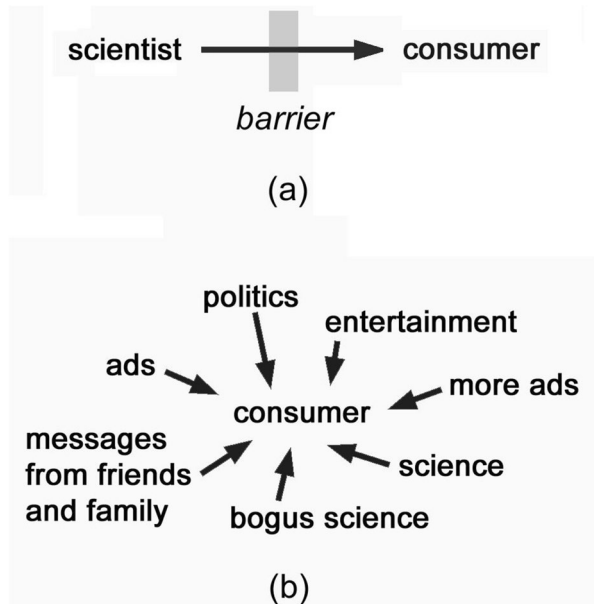 scientist consumer
barrier
(a)
politics
entertainment
ads
more ads
consumer
messages
from friends
and family
science
bogus science
(b)